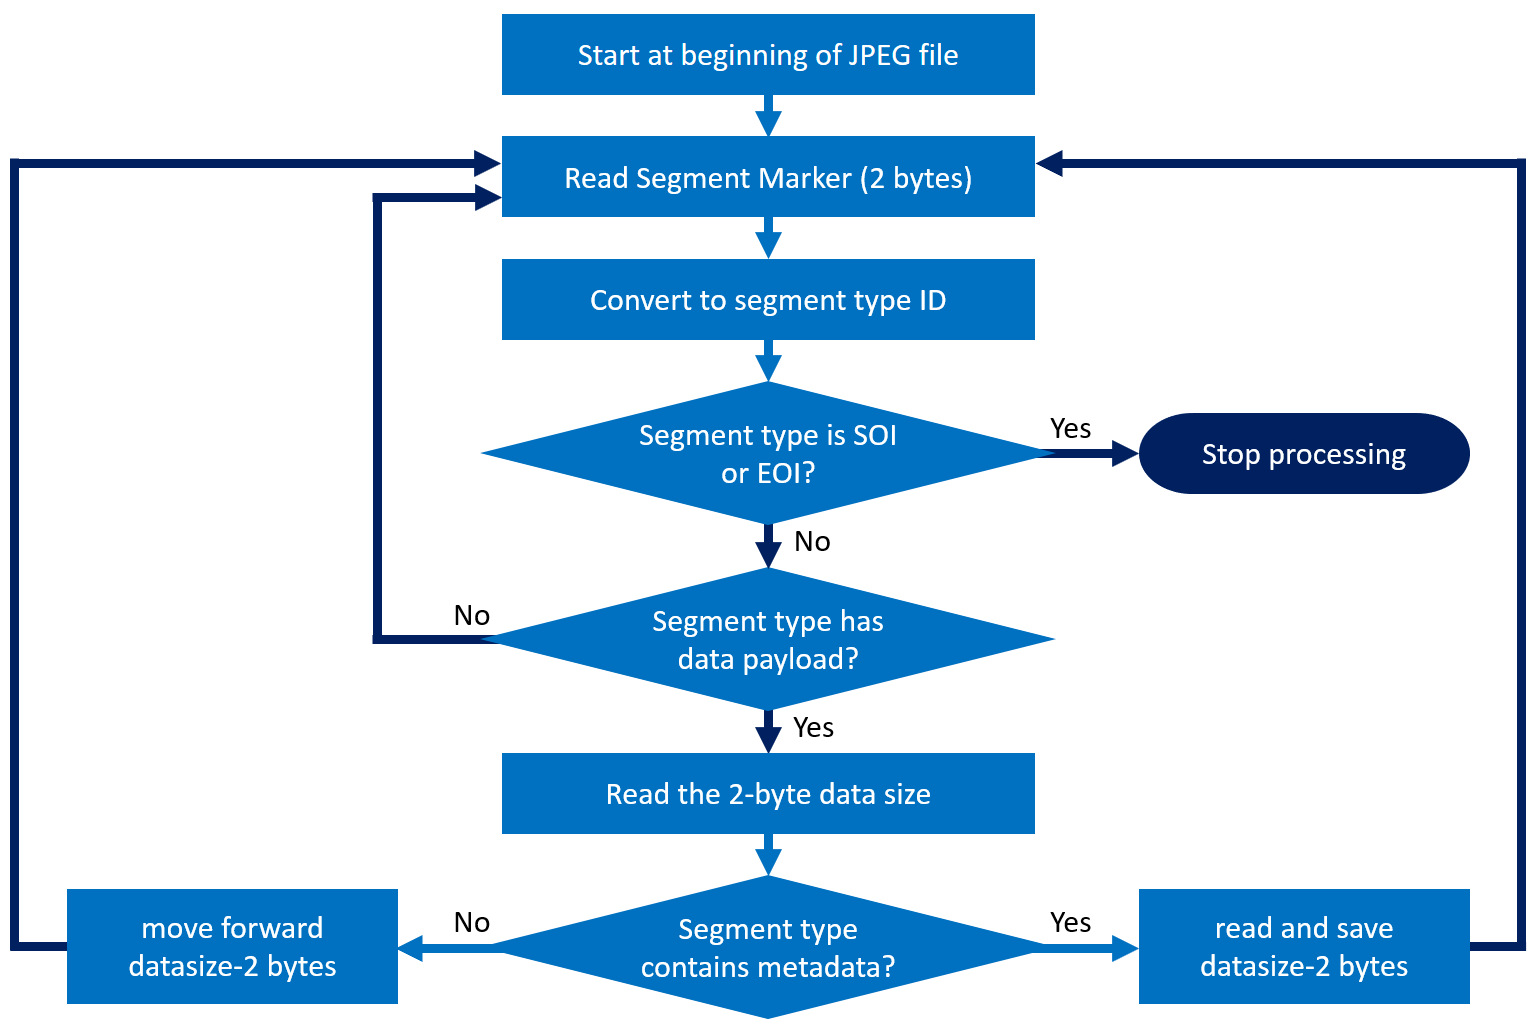 Start at beginning of JPEG file
Read Segment Marker (2 bytes)
Convert to segment type ID
Segment type is SOI
or EOI?
Yes
Stop processing
No
Segment type has
data payload?
No
Yes
Read the 2-byte data size
Segment type
contains metadata?
No
Yes
move forward
datasize-2 bytes
read and save
datasize-2 bytes